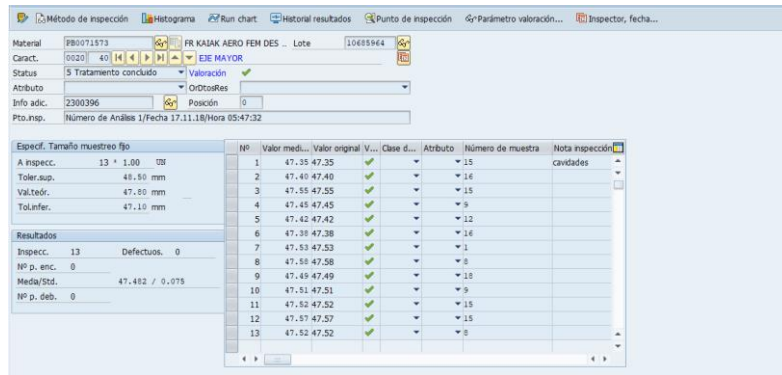 Método de inspección Histograma Run chart Historial resultados Punto de inspección Parámetro valoración... Inspector, fecha...
Material PB0071573 FR KAIAK AERO FEM DES .. Lote 10685964
Caract. 0020 40 EJE MAYOR
Status 5 Tratamiento concluido Valoración
Atributo OrDtosRes
Info adic. 2300396 Posición 0
Pto.insp. Número de Análisis 1/Fecha 17.11.18/Hora 05:47:32
Especif. Tamaño muestreo fijo
A inspecc. 13 * 1.00 UN
Toler.sup. 48.50 mm
Val.teór. 47.80 mm
Tol.infer. 47.10 mm
Resultados
Inspecc. 13 Defectuos. 0
Nº p. enc. 0
Media/Std. 47.482 / 0.075
Nº p. deb. 0
Nº Valor medi... Valor original V... Clase d... Atributo Número de muestra Nota inspección
1 47.35 47.35 15 cavidades
2 47.40 47.40 16
3 47.55 47.55 15
4 47.45 47.45 9
5 47.42 47.42 12
6 47.38 47.38 16
7 47.53 47.53 1
8 47.58 47.58 8
9 47.49 47.49 18
10 47.51 47.51 9
11 47.52 47.52 15
12 47.57 47.57 15
13 47.52 47.52 8